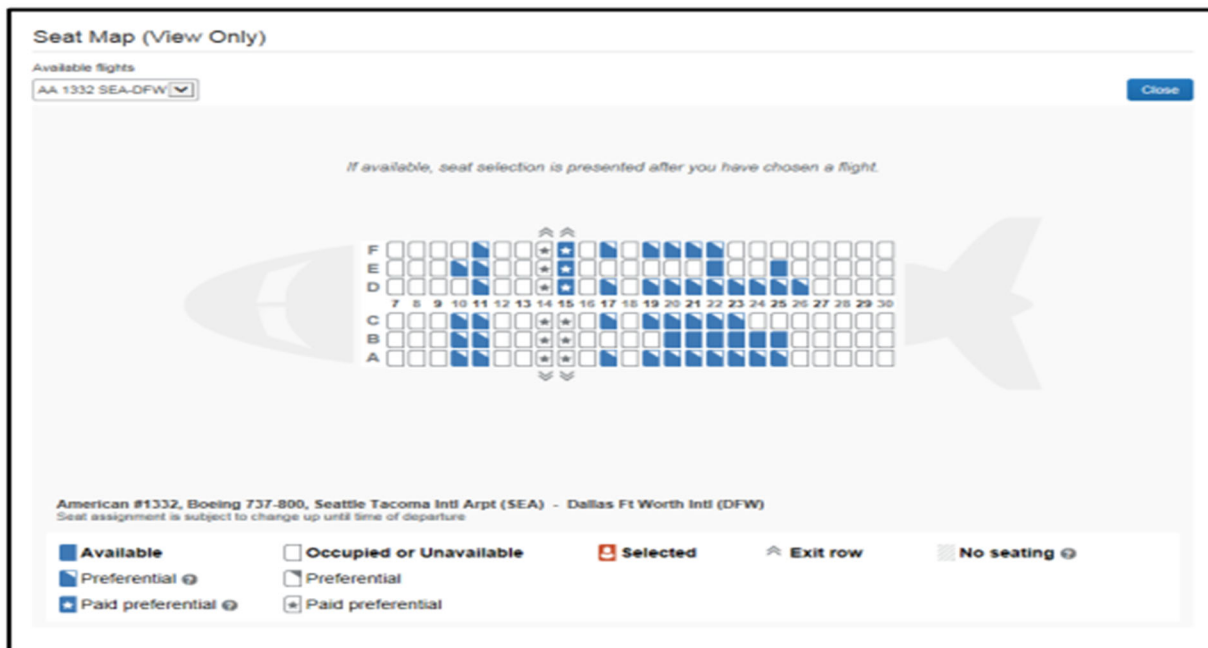 Seat Map (View Only)
Available flights
AA 1332 SEA-DFW
Close
If available, seat selection is presented after you have chosen a flight.
F
E
D
7 8 9 10 11 12 13 14 15 16 17 18 19 20 21 22 23 24 25 26 27 28 29 30
C
B
A
American #1332, Boeing 737-800, Seattle Tacoma Intl Arpt (SEA) - Dallas Ft Worth Intl (DFW)
Seat assignment is subject to change up until time of departure
Available Occupied or Unavailable Selected Exit row No seating ?
Preferential ? Preferential
Paid preferential ? Paid preferential